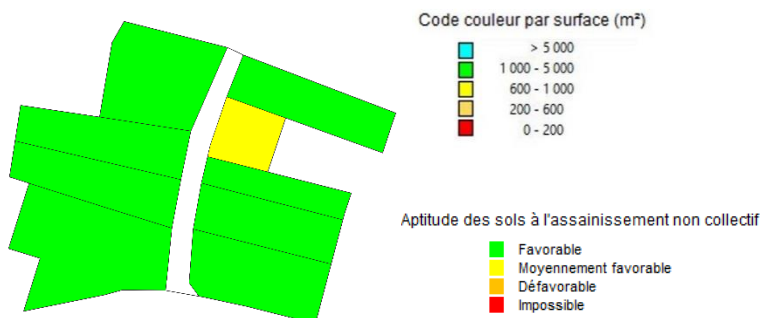 Code couleur par surface (m²)
> 5 000
1 000 - 5 000
600 - 1 000
200 - 600
0 - 200
Aptitude des sols à l'assainissement non collectif
Favorable
Moyennement favorable
Défavorable
Impossible